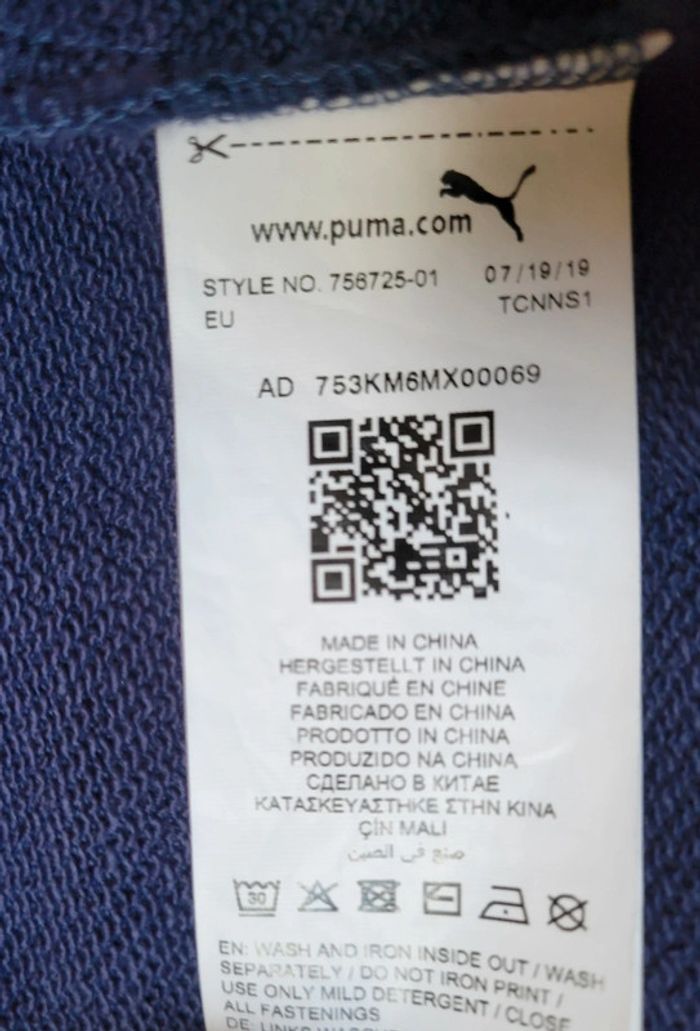 www.puma.com
STYLE NO. 756725-01 07/19/19
EU TCNNS1
AD 753KM6MX00069
MADE IN CHINA
HERGESTELLT IN CHINA
FABRIQUÉ EN CHINE
FABRICADO EN CHINA
PRODOTTO IN CHINA
PRODUZIDO NA CHINA
СДЕЛАНО В КИТАЕ
ΚΑΤΑΣΚΕΥΑΣΤΗΚΕ ΣΤΗΝ ΚΙΝΑ
ÇİN MALI
صنع في الصين
30
EN: WASH AND IRON INSIDE OUT / WASH
SEPARATELY / DO NOT IRON PRINT /
USE ONLY MILD DETERGENT / CLOSE
ALL FASTENINGS
DE: LINKS